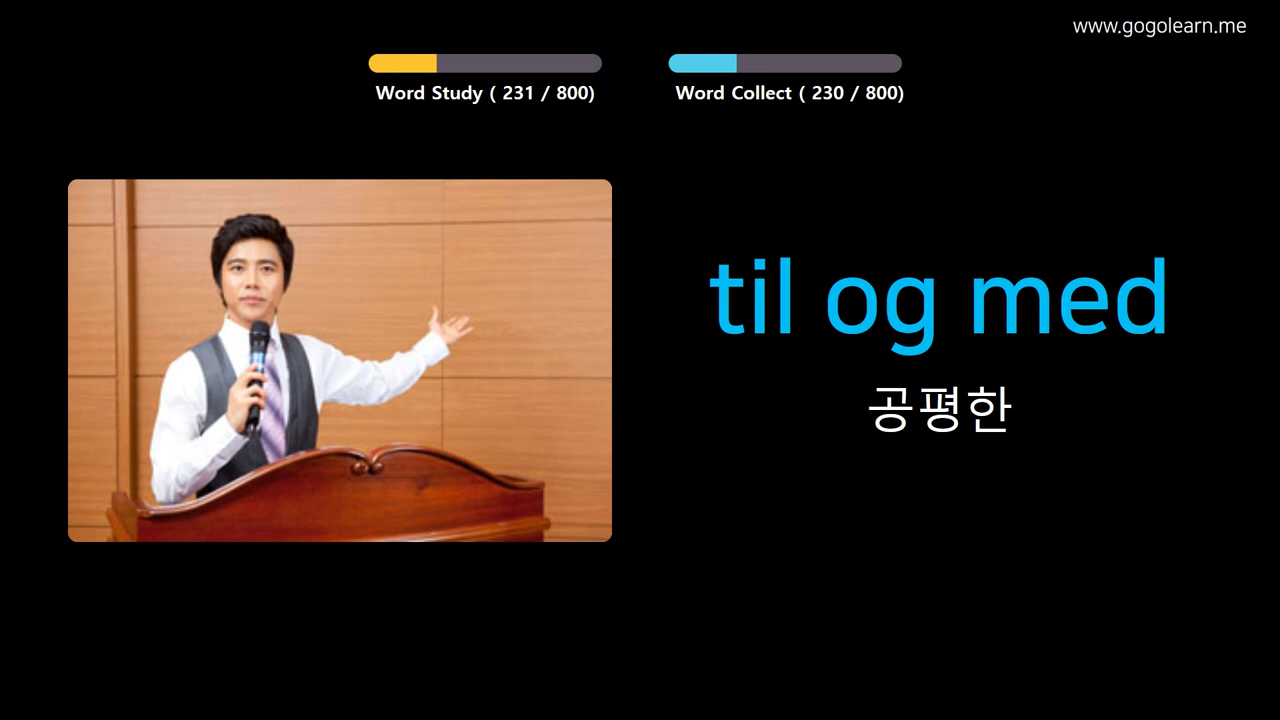 www.gogolearn.me
Word Study ( 231 / 800)
Word Collect ( 230 / 800)
til og med
공평한